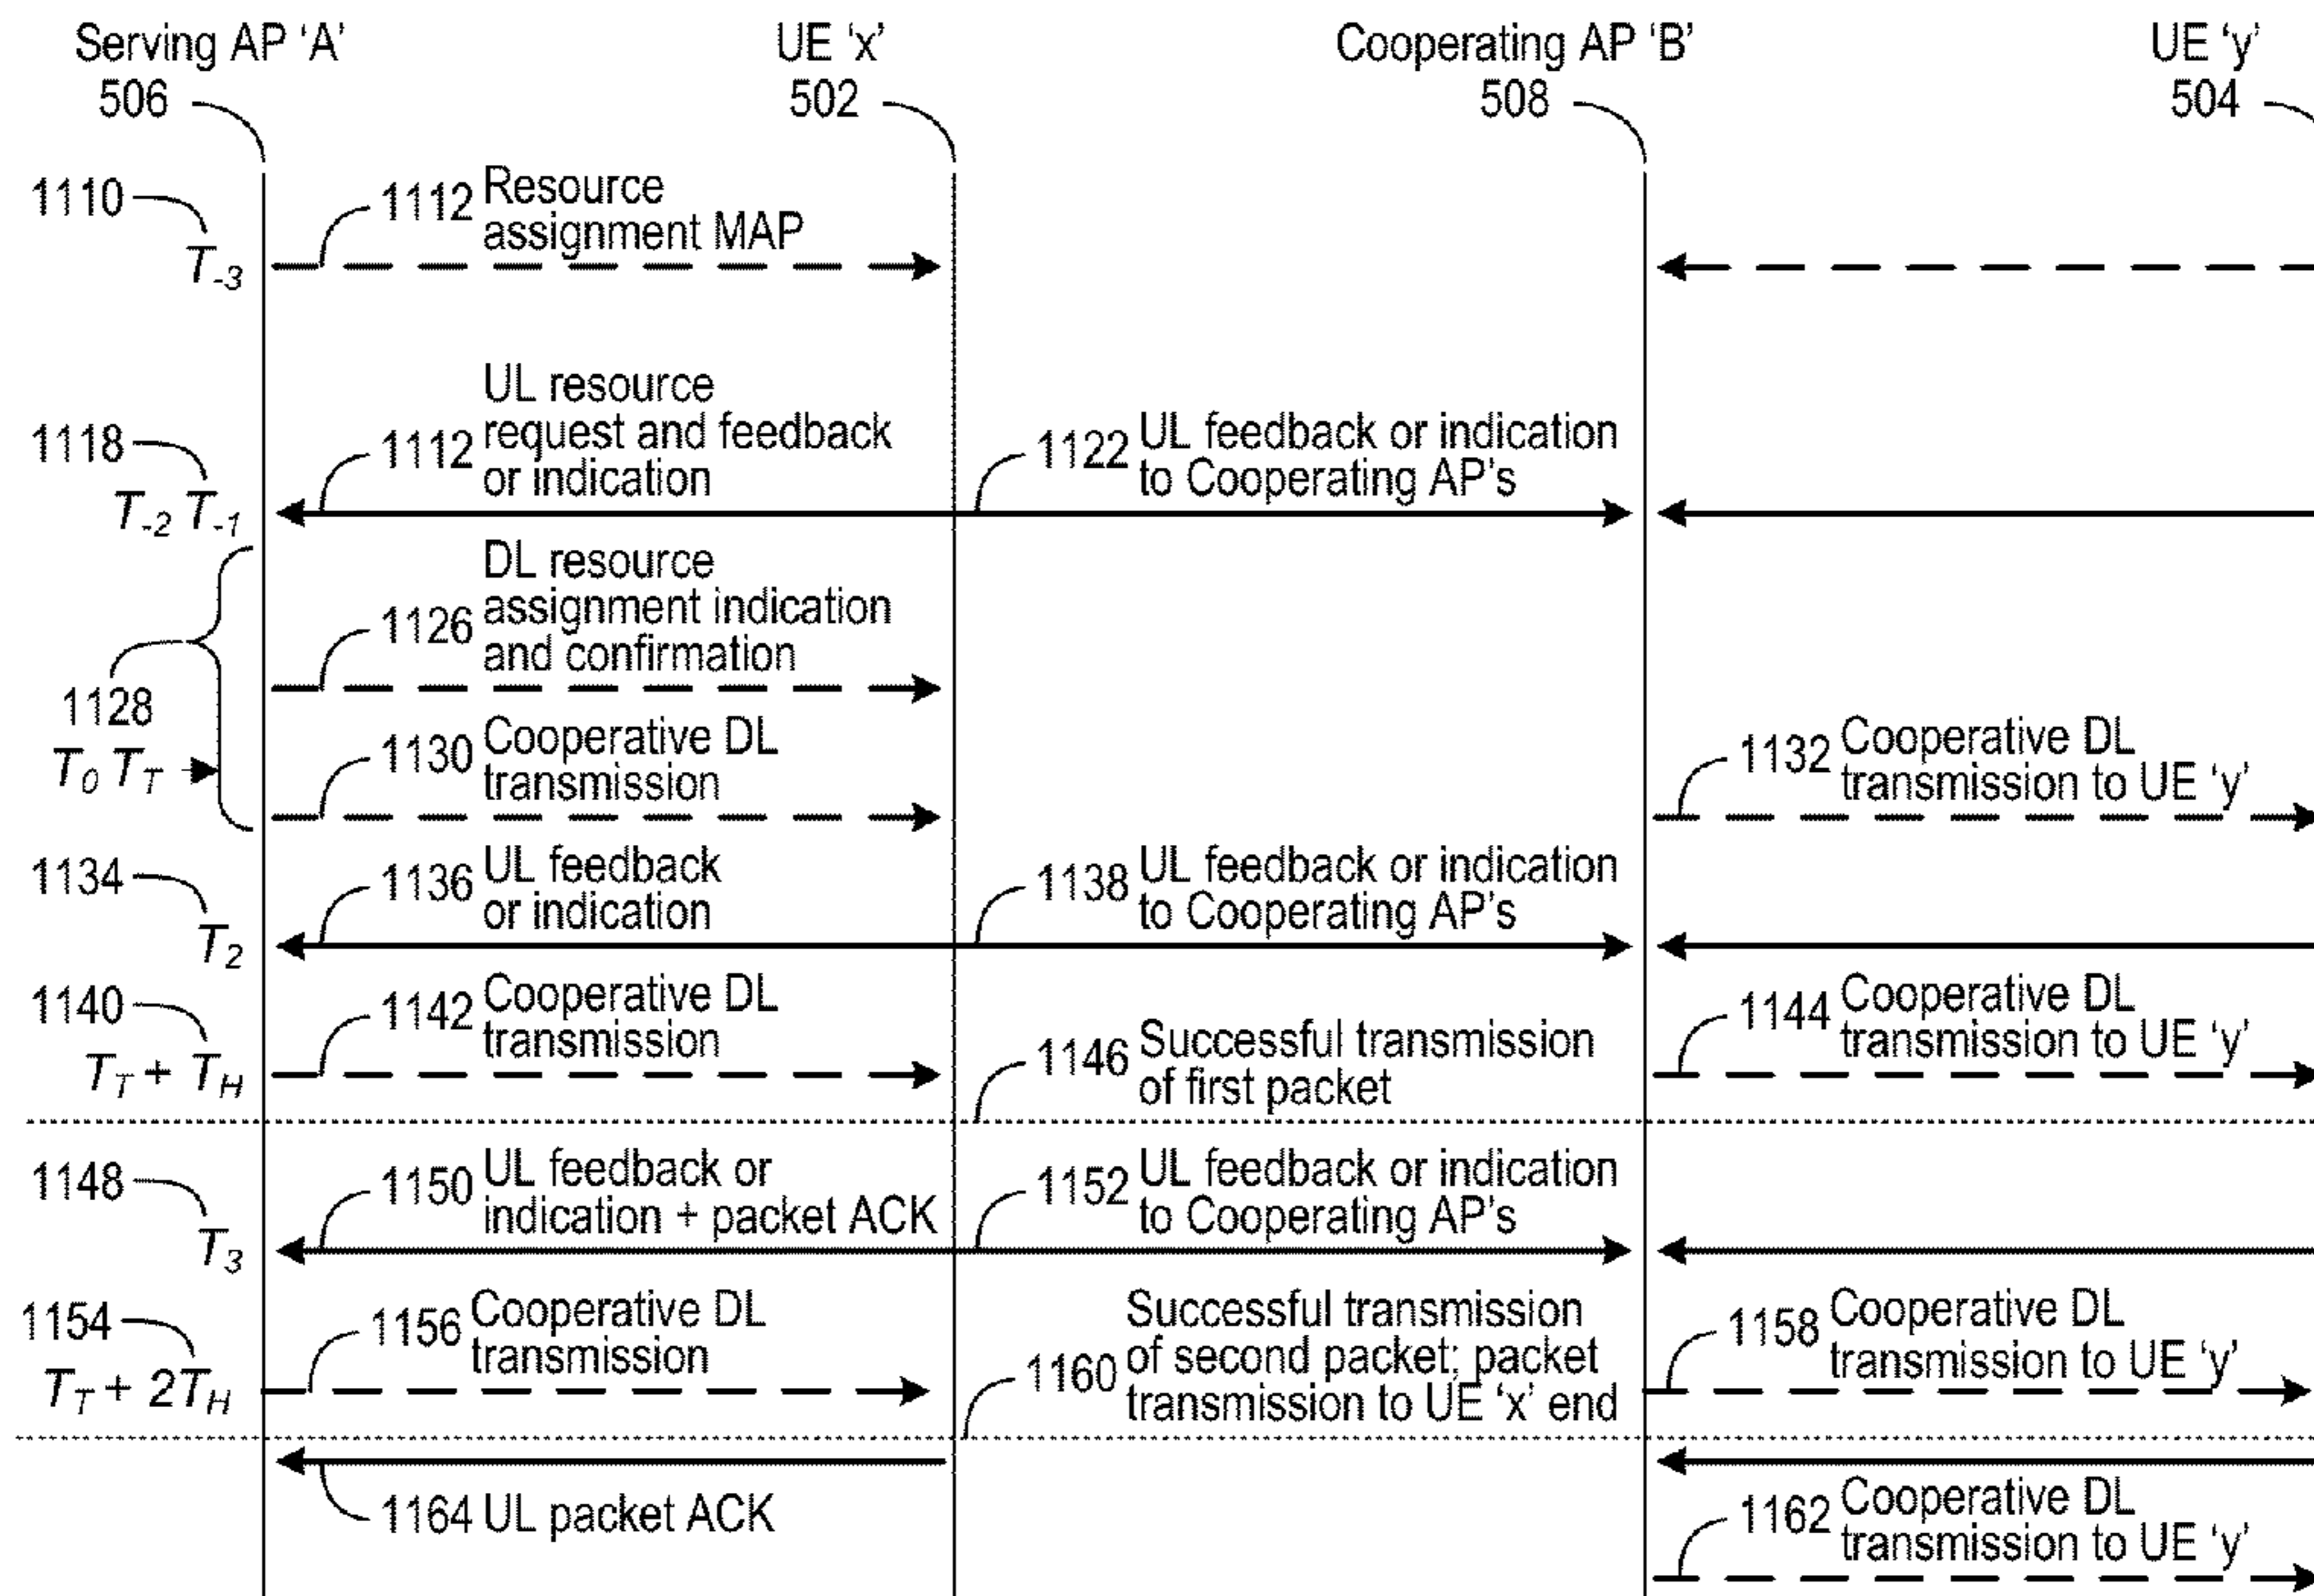 Serving AP ‘A’
506
UE ‘x’
502
Cooperating AP ‘B’
508
UE ‘y’
504
1110
T-3
1112 Resource
assignment MAP
1118
T-2 T-1
1112 UL resource
request and feedback
or indication
1122 UL feedback or indication
to Cooperating AP's
1128
T0 TT
1126 DL resource
assignment indication
and confirmation
1130 Cooperative DL
transmission
1132 Cooperative DL
transmission to UE ‘y’
1134
T2
1136 UL feedback
or indication
1138 UL feedback or indication
to Cooperating AP's
1140
TT + TH
1142 Cooperative DL
transmission
1146 Successful transmission
of first packet
1144 Cooperative DL
transmission to UE ‘y’
1148
T3
1150 UL feedback or
indication + packet ACK
1152 UL feedback or indication
to Cooperating AP's
1154
TT + 2TH
1156 Cooperative DL
transmission
1160 Successful transmission
of second packet; packet
transmission to UE ‘x’ end
1158 Cooperative DL
transmission to UE ‘y’
1164 UL packet ACK
1162 Cooperative DL
transmission to UE ‘y’